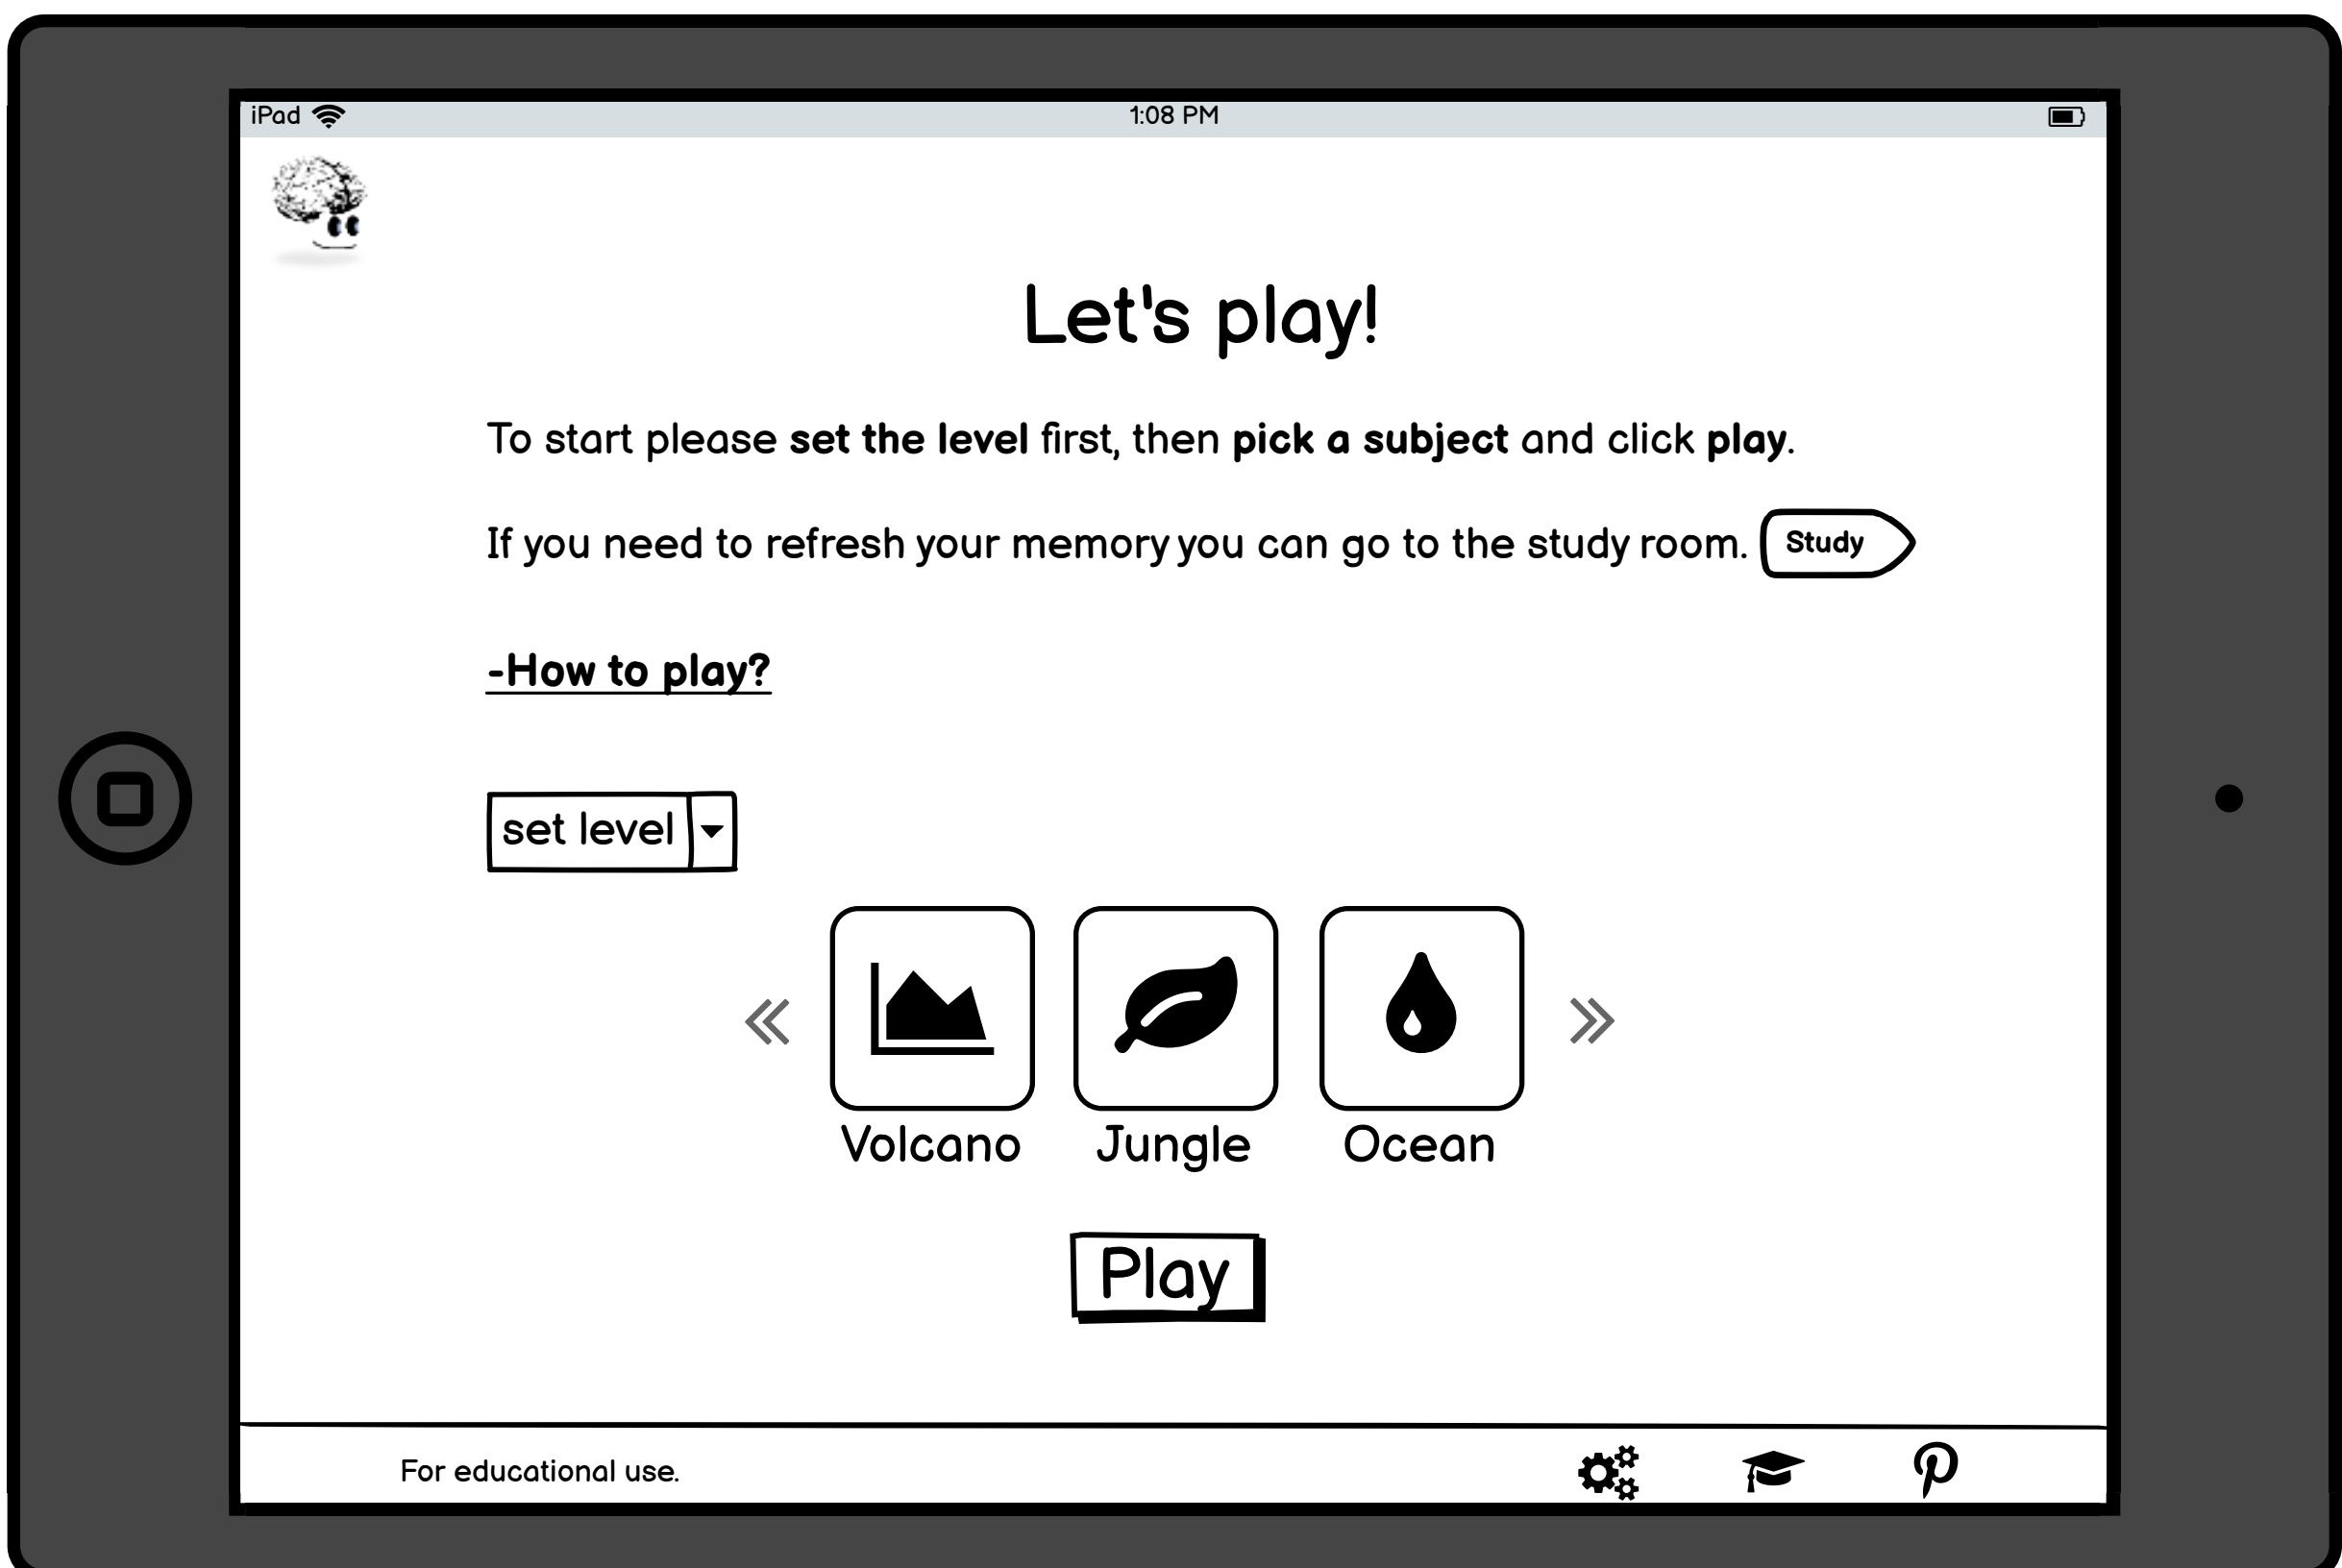 iPad
1:08 PM
Let's play!
To start please set the level first, then pick a subject and click play.
If you need to refresh your memory you can go to the study room.
Study
-How to play?
set level
Volcano
Jungle
Ocean
Play
For educational use.